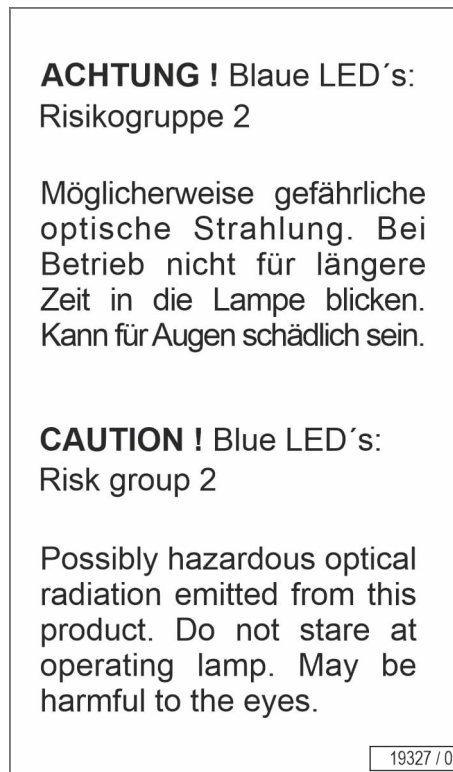 ACHTUNG ! Blaue LED´s:
Risikogruppe 2
Möglicherweise gefährliche
optische Strahlung. Bei
Betrieb nicht für längere
Zeit in die Lampe blicken.
Kann für Augen schädlich sein.
CAUTION ! Blue LED´s:
Risk group 2
Possibly hazardous optical
radiation emitted from this
product. Do not stare at
operating lamp. May be
harmful to the eyes.
19327 / 0